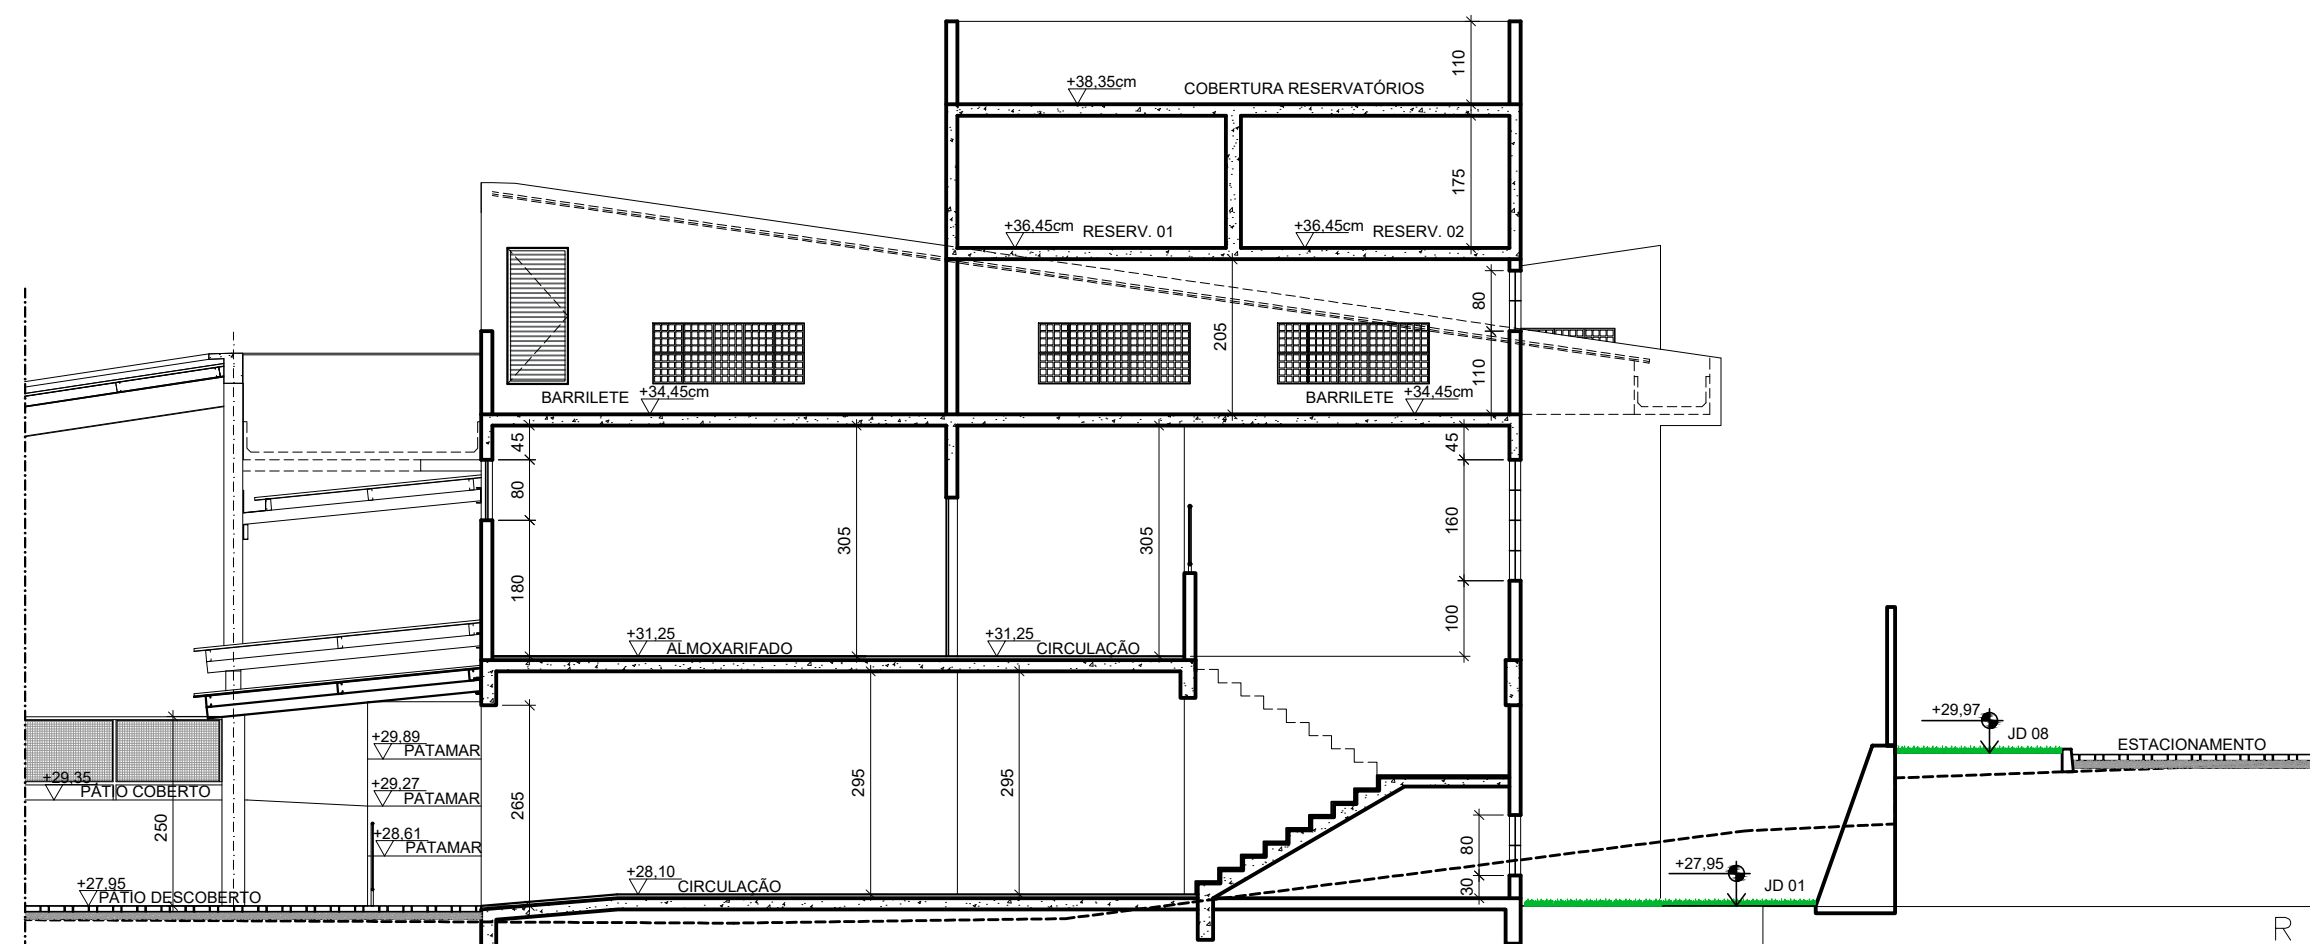 110
+38,35cm
COBERTURA RESERVATÓRIOS
175
+36,45cm
RESERV. 01
+36,45cm
RESERV. 02
80
205
110
BARRILETE
+34,45cm
BARRILETE
+34,45cm
45
45
80
305
305
160
180
100
+31,25
ALMOXARIFADO
+31,25
CIRCULAÇÃO
+29,97
JD 08
ESTACIONAMENTO
+29,89
PATAMAR
+29,35
PÁTIO COBERTO
+29,27
PATAMAR
250
265
295
295
+28,61
PATAMAR
80
+27,95
JD 01
+28,10
CIRCULAÇÃO
30
+27,95
PÁTIO DESCOBERTO
R